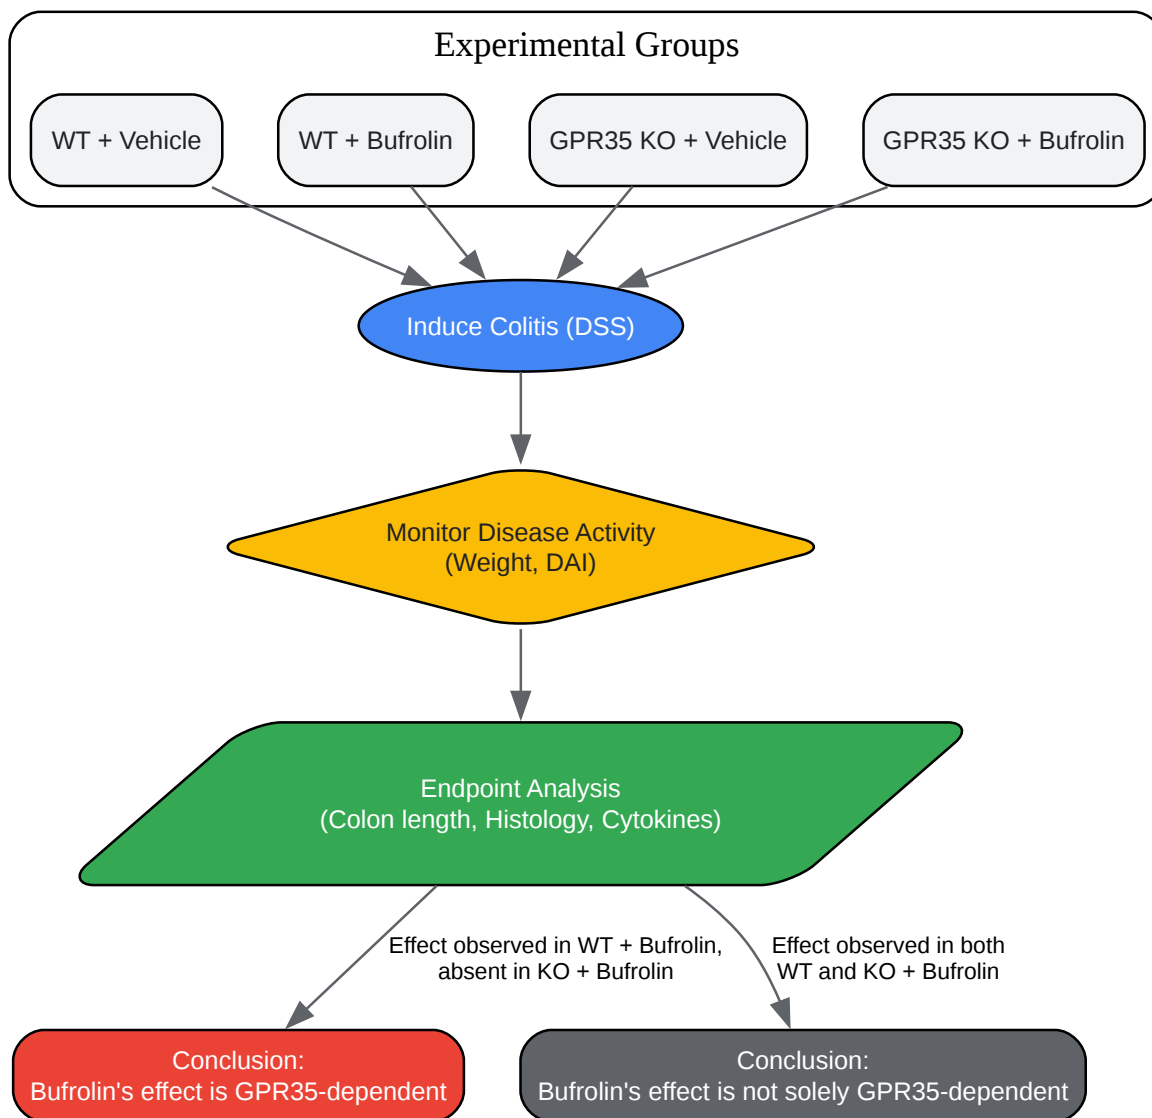 Experimental Groups
WT + Vehicle
WT + Bufrolin
GPR35 KO + Vehicle
GPR35 KO + Bufrolin
Induce Colitis (DSS)
Monitor Disease Activity
(Weight, DAI)
Endpoint Analysis
(Colon length, Histology, Cytokines)
Effect observed in WT + Bufrolin,
absent in KO + Bufrolin
Effect observed in both
WT and KO + Bufrolin
Conclusion:
Bufrolin's effect is GPR35-dependent
Conclusion:
Bufrolin's effect is not solely GPR35-dependent